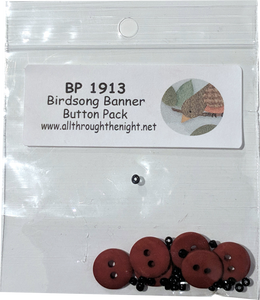 BP 1913
Birdsong Banner
Button Pack
www.allthroughthenight.net